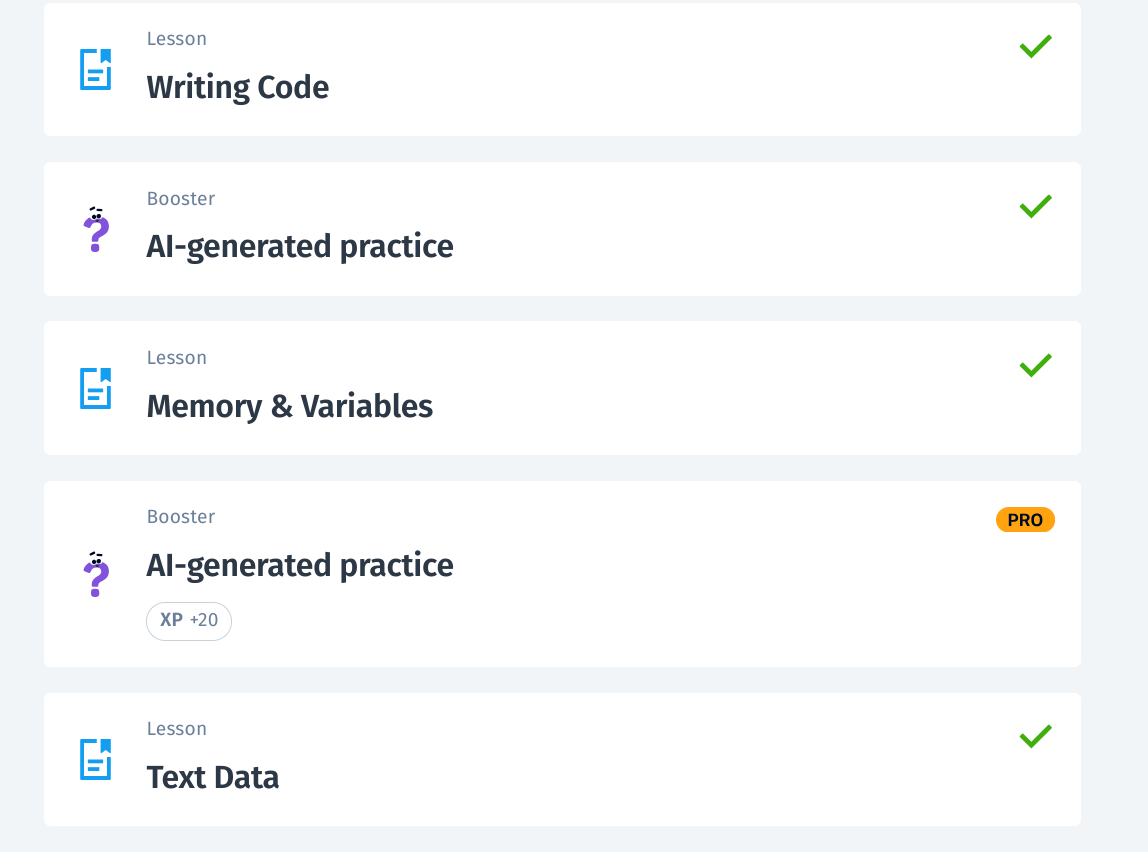 Lesson
Writing Code
Booster
AI-generated practice
Lesson
Memory & Variables
Booster
PRO
AI-generated practice
XP +20
Lesson
Text Data